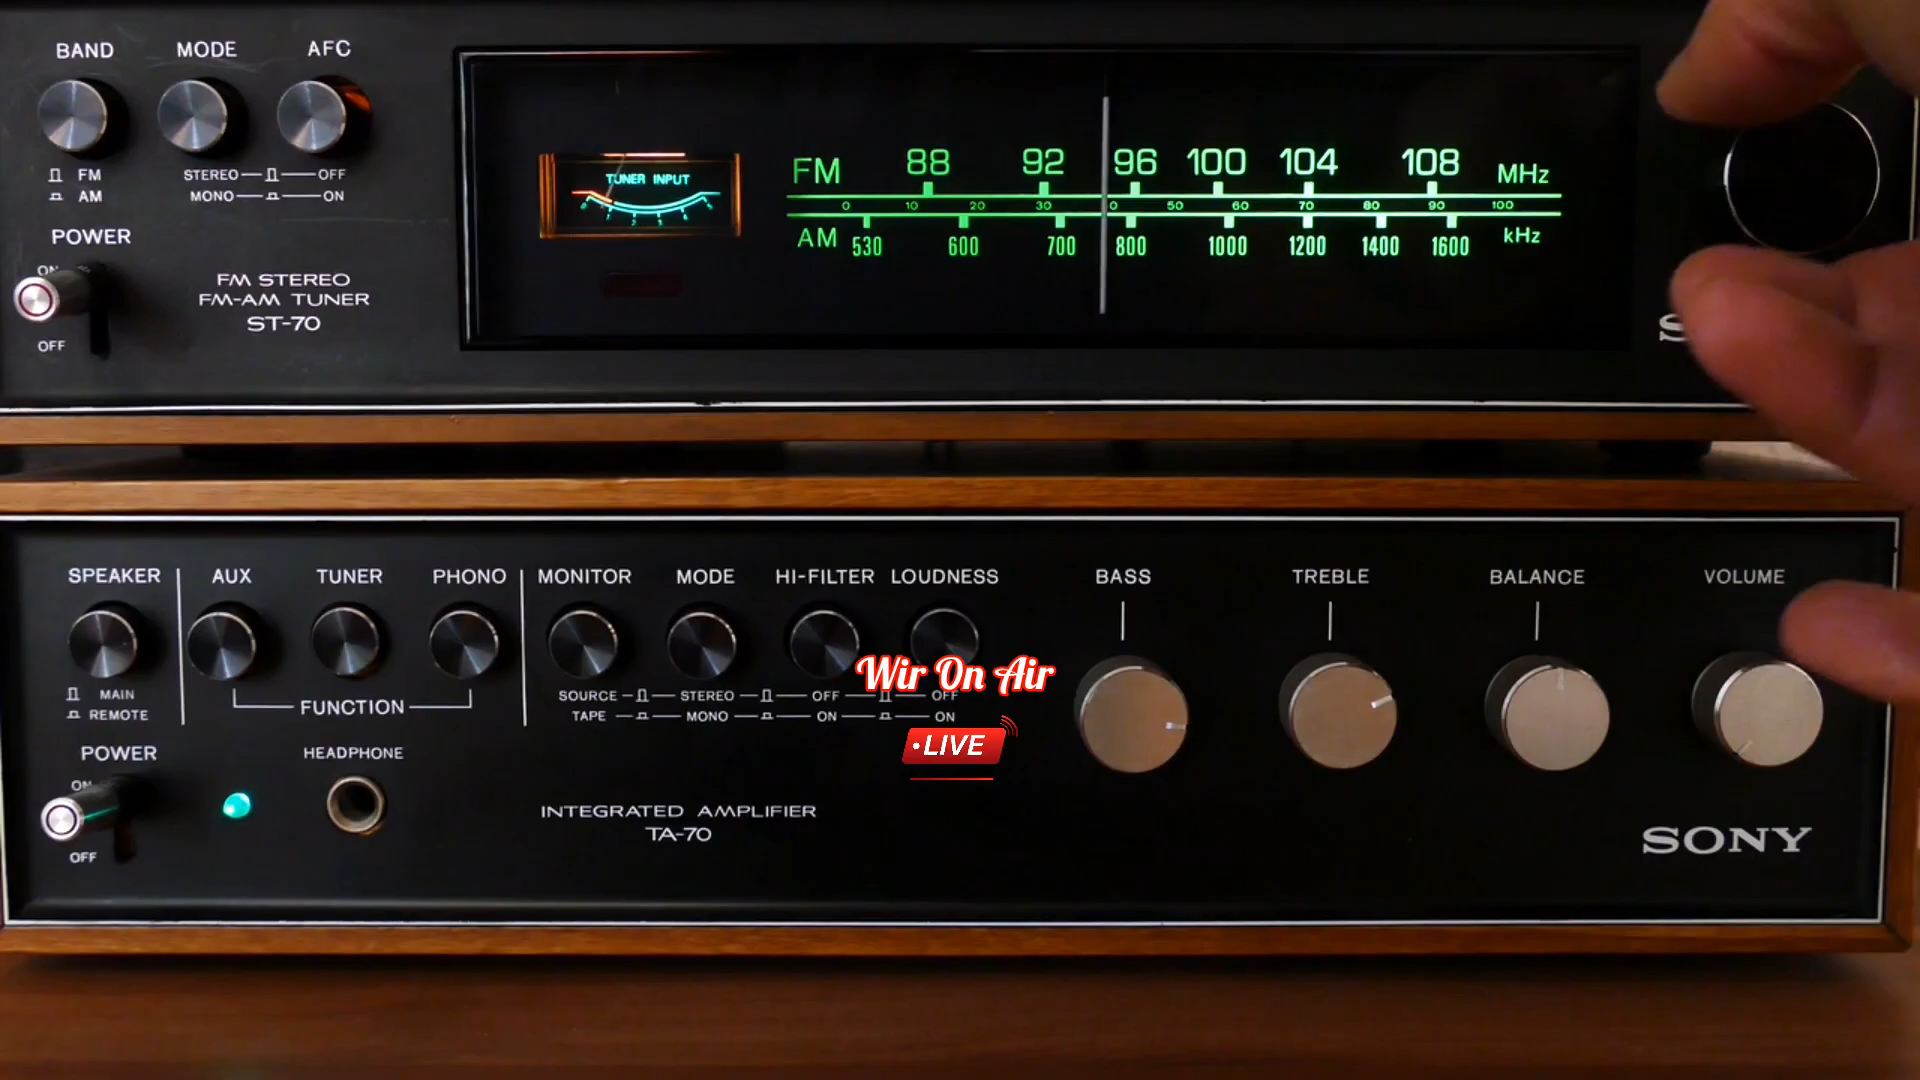 BAND MODE AFC
FM
AM
STEREO OFF
MONO ON
POWER
ON
OFF
FM STEREO
FM-AM TUNER
ST-70
TUNER INPUT
FM 88 92 96 100 104 108 MHz
0 10 20 30 0 50 60 70 80 90 100
AM 530 600 700 800 1000 1200 1400 1600 kHz
SPEAKER AUX TUNER PHONO MONITOR MODE HI-FILTER LOUDNESS BASS TREBLE BALANCE VOLUME
MAIN
REMOTE
FUNCTION
SOURCE STEREO OFF OFF
TAPE MONO ON ON
Wir On Air
LIVE
POWER
ON
OFF
HEADPHONE
INTEGRATED AMPLIFIER
TA-70
SONY